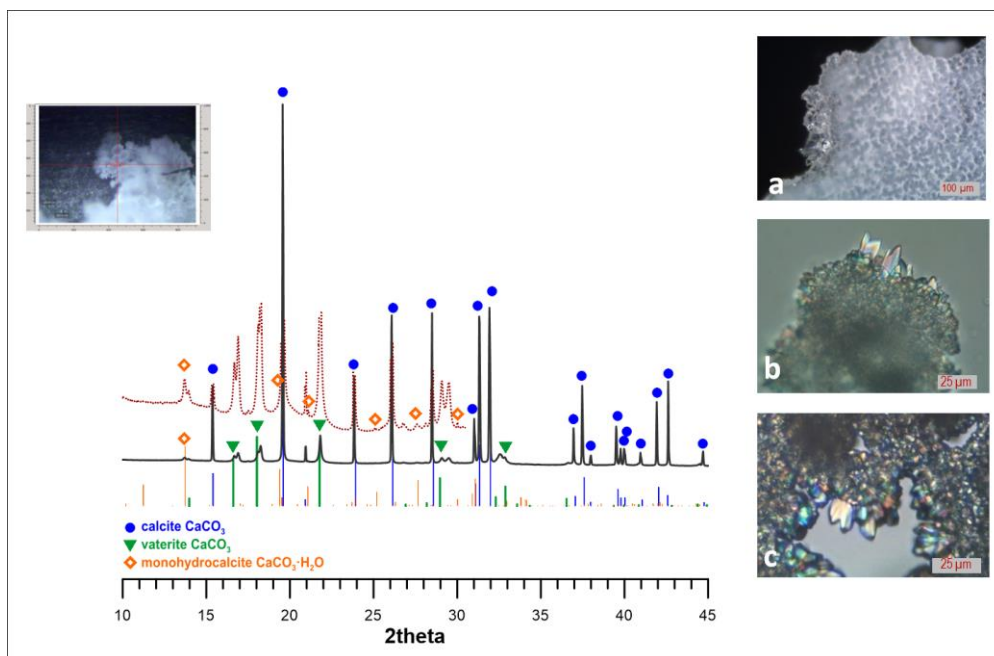 a
100 µm
b
25 µm
c
25 µm
calcite CaCO₃
vaterite CaCO₃
monohydrocalcite CaCO₃·H₂O
10 15 20 25 30 35 40 45
2theta